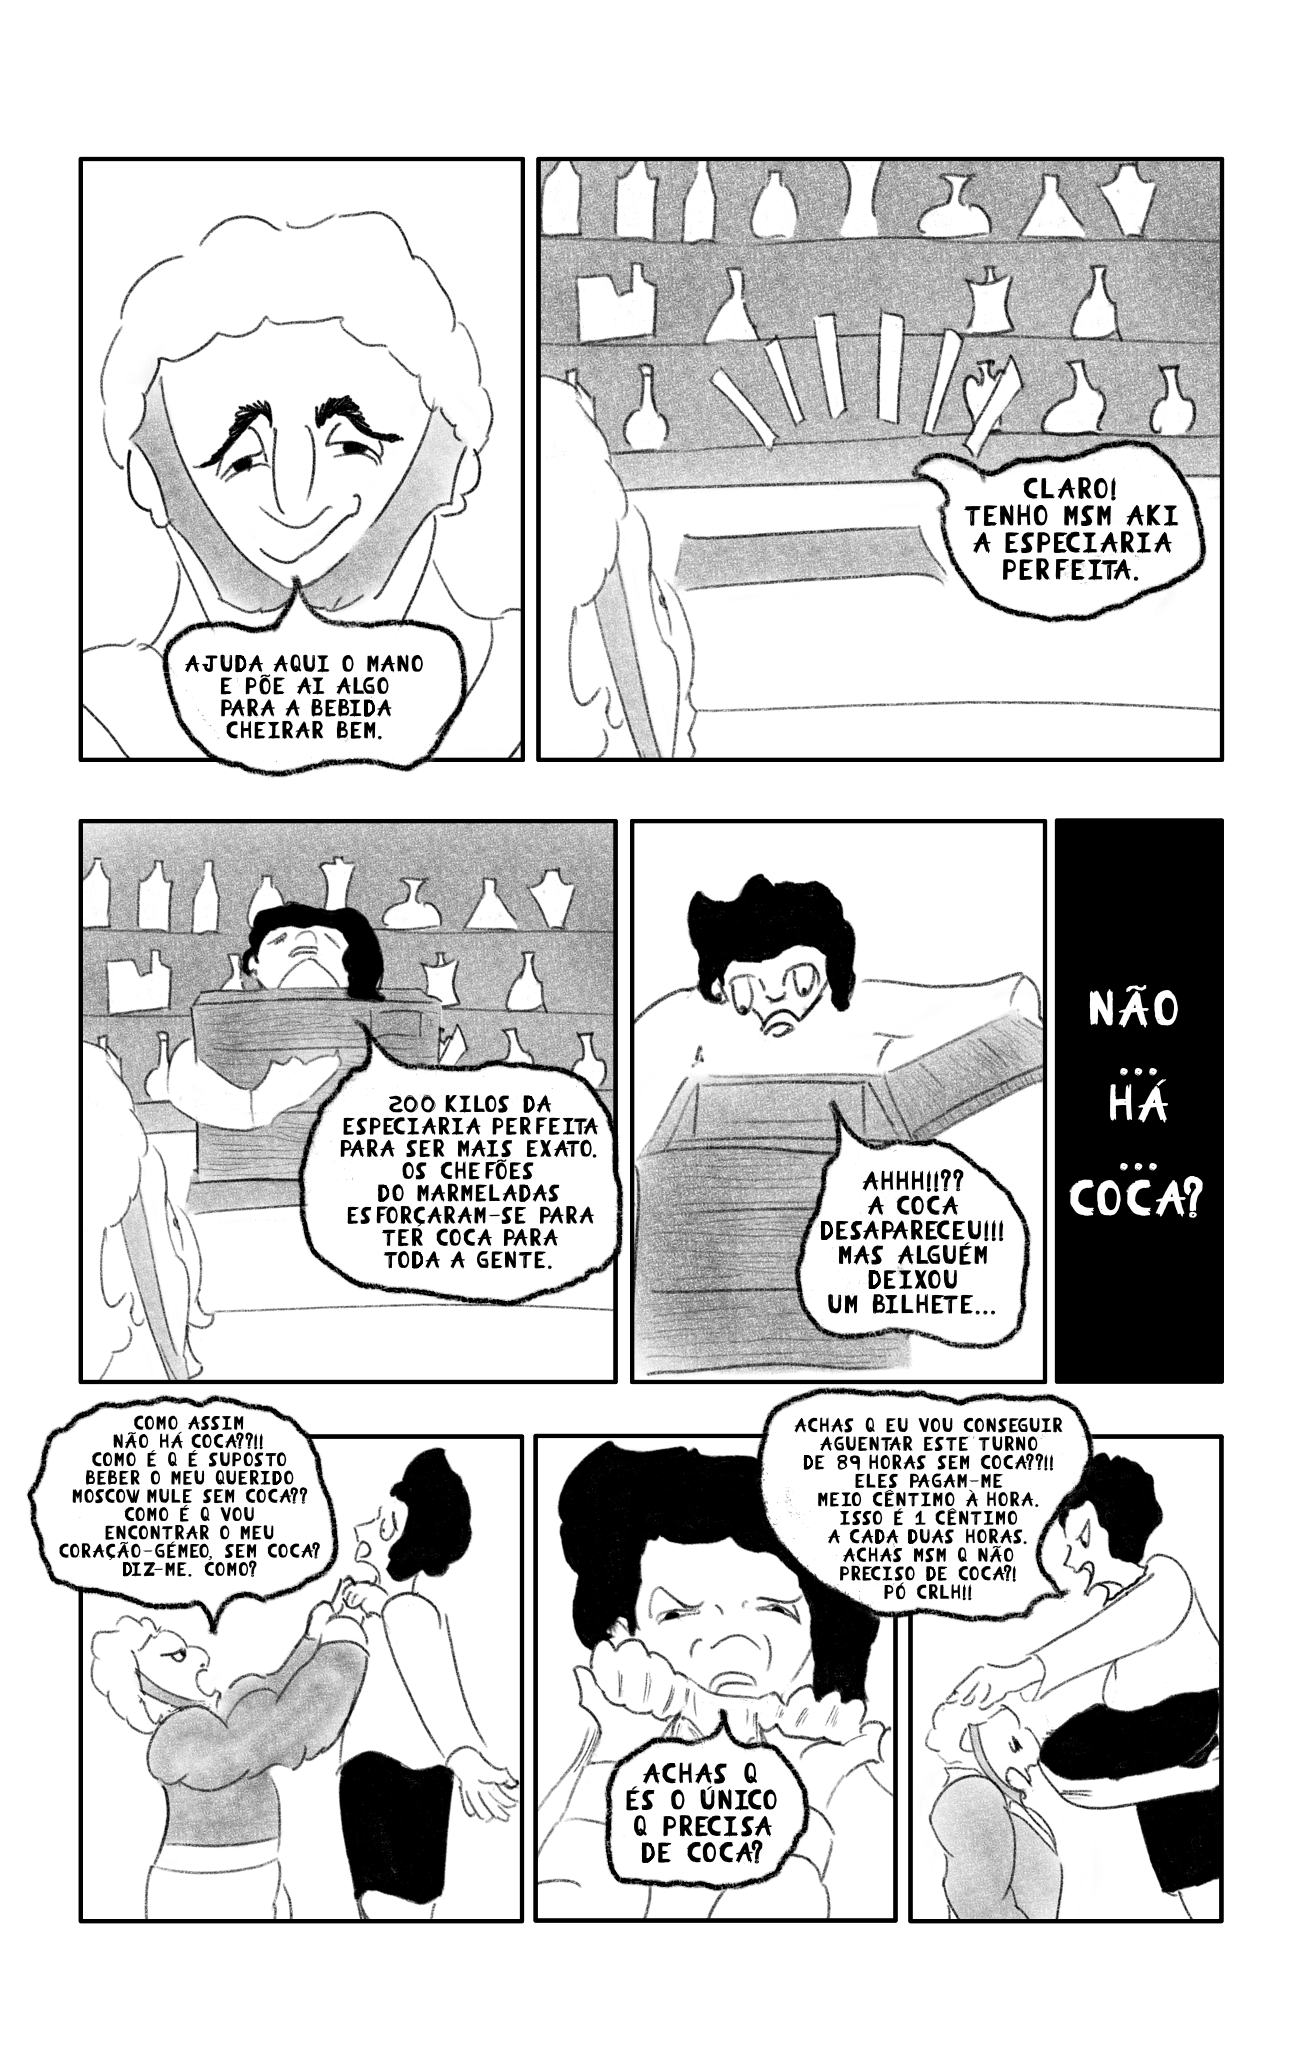 AJUDA AQUI O MANO
E PÕE AI ALGO
PARA A BEBIDA
CHEIRAR BEM.
CLARO!
TENHO MSM AKI
A ESPECIARIA
PERFEITA.
200 KILOS DA
ESPECIARIA PERFEITA
PARA SER MAIS EXATO.
OS CHEFÕES
DO MARMELADAS
ESFORÇARAM-SE PARA
TER COCA PARA
TODA A GENTE.
AHHH!!??
A COCA
DESAPARECEU!!!
MAS ALGUÉM
DEIXOU
UM BILHETE...
NÃO
...
HÁ
...
COCA?
COMO ASSIM
NÃO HÁ COCA??!!
COMO É Q É SUPOSTO
BEBER O MEU QUERIDO
MOSCOW MULE SEM COCA??
COMO É Q VOU
ENCONTRAR O MEU
CORAÇÃO-GÉMEO, SEM COCA?
DIZ-ME. COMO?
ACHAS Q
ÉS O ÚNICO
Q PRECISA
DE COCA?
ACHAS Q EU VOU CONSEGUIR
AGUENTAR ESTE TURNO
DE 89 HORAS SEM COCA??!!
ELES PAGAM-ME
MEIO CÊNTIMO À HORA.
ISSO É 1 CÊNTIMO
A CADA DUAS HORAS.
ACHAS MSM Q NÃO
PRECISO DE COCA?!
PÓ CRLH!!